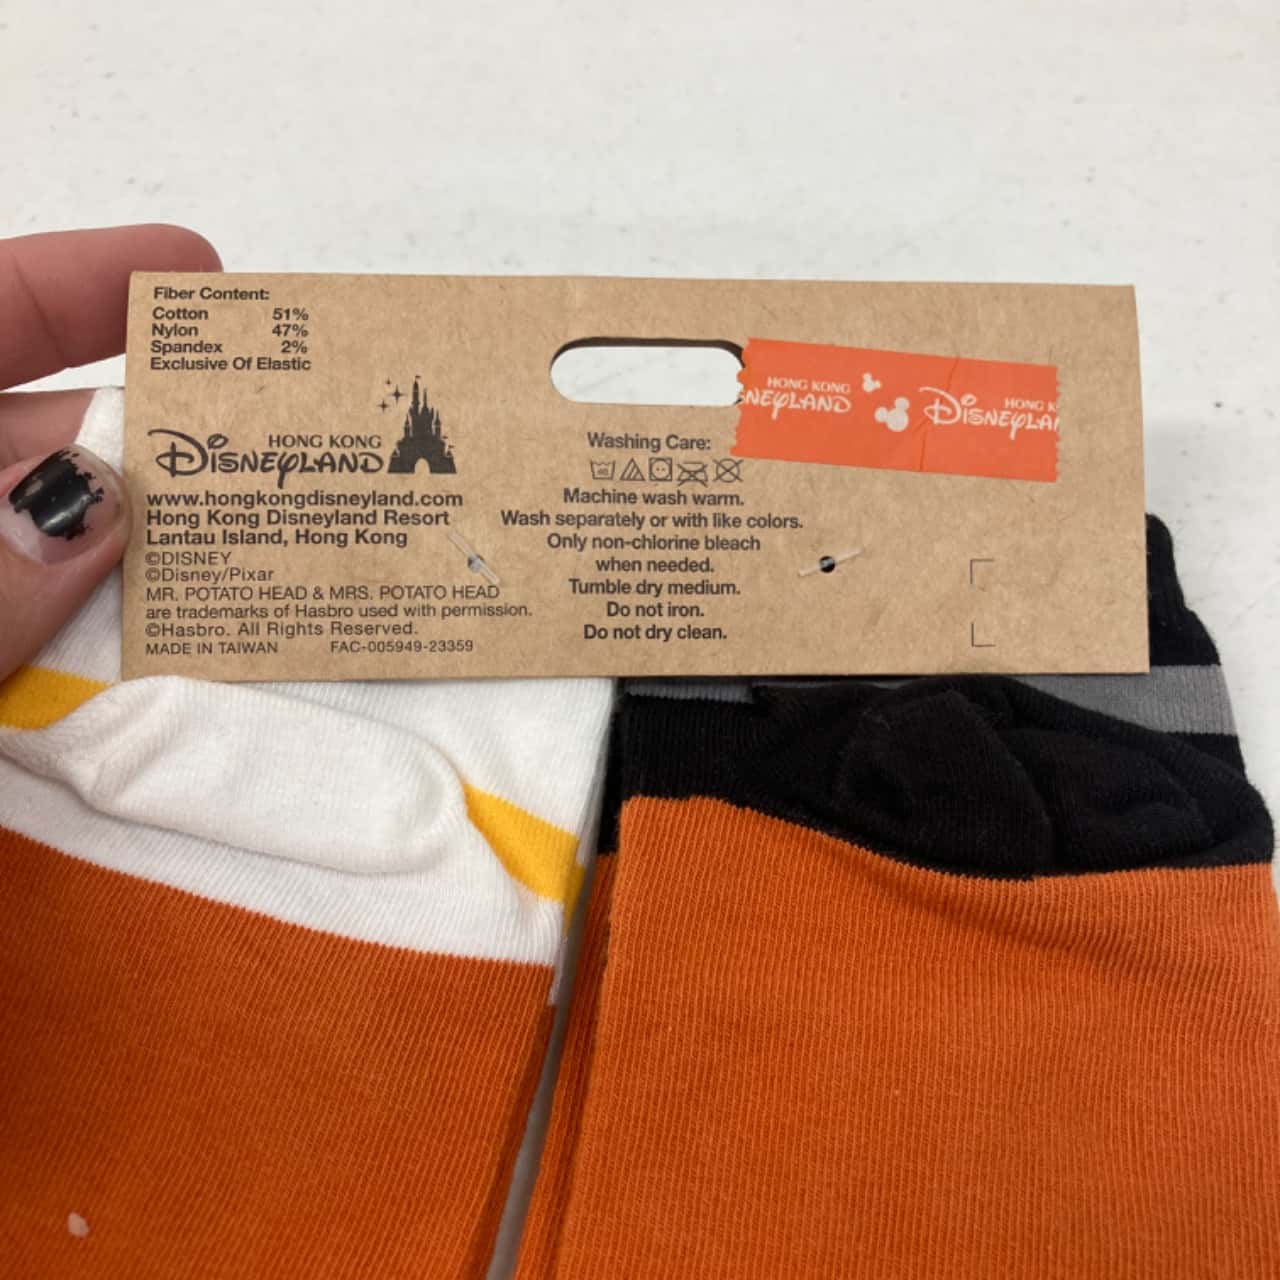 Fiber Content:
Cotton 51%
Nylon 47%
Spandex 2%
Exclusive Of Elastic
HONG KONG
DISNEYLAND
www.hongkongdisneyland.com
Hong Kong Disneyland Resort
Lantau Island, Hong Kong
©DISNEY
©Disney/Pixar
MR. POTATO HEAD & MRS. POTATO HEAD
are trademarks of Hasbro used with permission.
©Hasbro. All Rights Reserved.
MADE IN TAIWAN FAC-005949-23359
Washing Care:
Machine wash warm.
Wash separately or with like colors.
Only non-chlorine bleach
when needed.
Tumble dry medium.
Do not iron.
Do not dry clean.
HONG KONG
SNEYLAND
HONG K
DISNEYLA